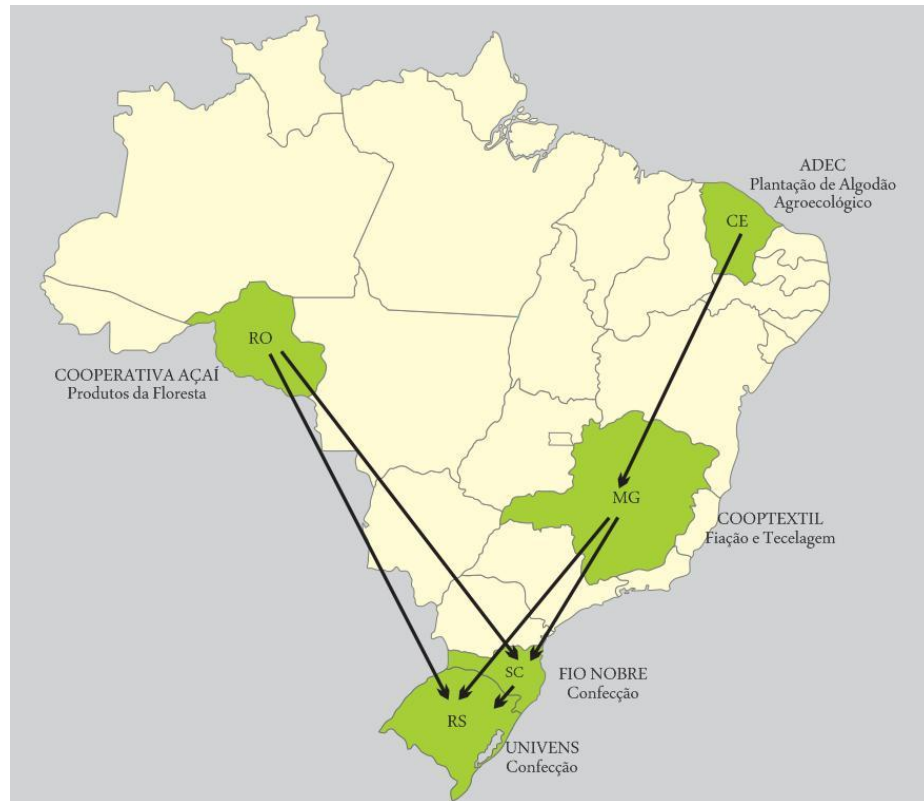 ADEC
Plantação de Algodão
Agroecológico
CE
RO
COOPERATIVA AÇAÍ
Produtos da Floresta
MG
COOPTEXTIL
Fiação e Tecelagem
SC
FIO NOBRE
Confecção
RS
UNIVENS
Confecção